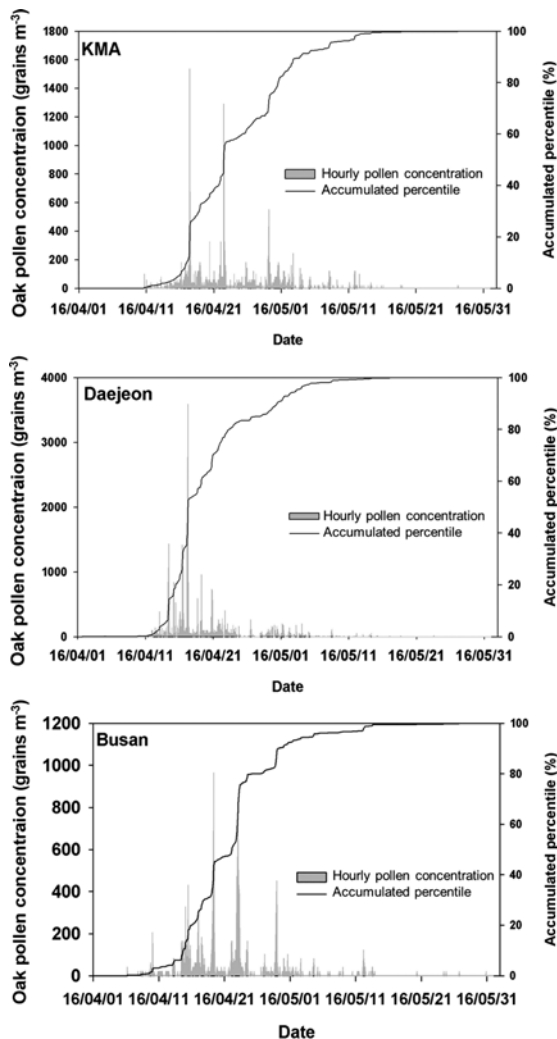 KMA
Oak pollen concentraion (grains m-3)
1800
1600
1400
1200
1000
800
600
400
200
0
100
80
60
40
20
0
Accumulated percentile (%)
Hourly pollen concentration
Accumulated percentile
16/04/01 16/04/11 16/04/21 16/05/01 16/05/11 16/05/21 16/05/31
Date
Daejeon
Oak pollen concentraion (grains m-3)
4000
3000
2000
1000
0
100
80
60
40
20
0
Accumulated percentile (%)
Hourly pollen concentration
Accumulated percentile
16/04/01 16/04/11 16/04/21 16/05/01 16/05/11 16/05/21 16/05/31
Date
Busan
Oak pollen concentraion (grains m-3)
1200
1000
800
600
400
200
0
100
80
60
40
20
0
Accumulated percentile (%)
Hourly pollen concentration
Accumulated percentile
16/04/01 16/04/11 16/04/21 16/05/01 16/05/11 16/05/21 16/05/31
Date